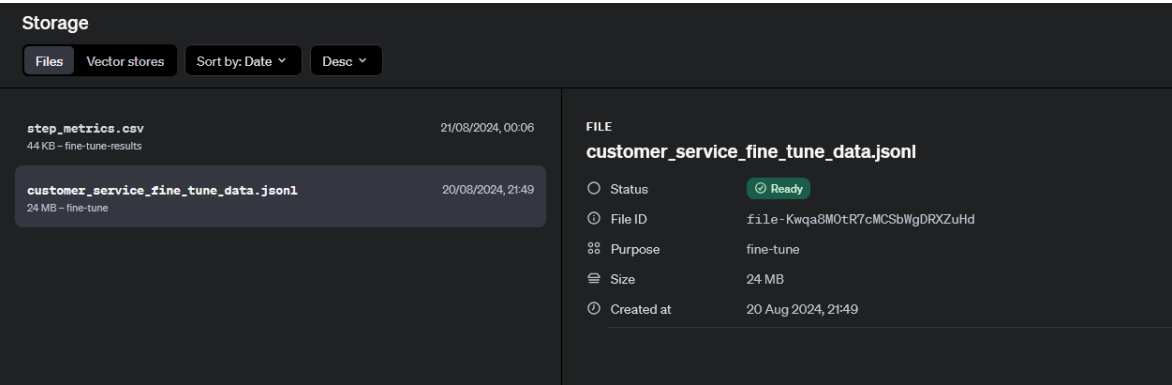 Storage
Files Vector stores Sort by: Date Desc
step_metrics.csv 21/08/2024, 00:06
44 KB – fine-tune-results
customer_service_fine_tune_data.jsonl 20/08/2024, 21:49
24 MB – fine-tune
FILE
customer_service_fine_tune_data.jsonl
Status Ready
File ID file-Kwqa8MOtR7cMCSbWgDRXZuHd
Purpose fine-tune
Size 24 MB
Created at 20 Aug 2024, 21:49